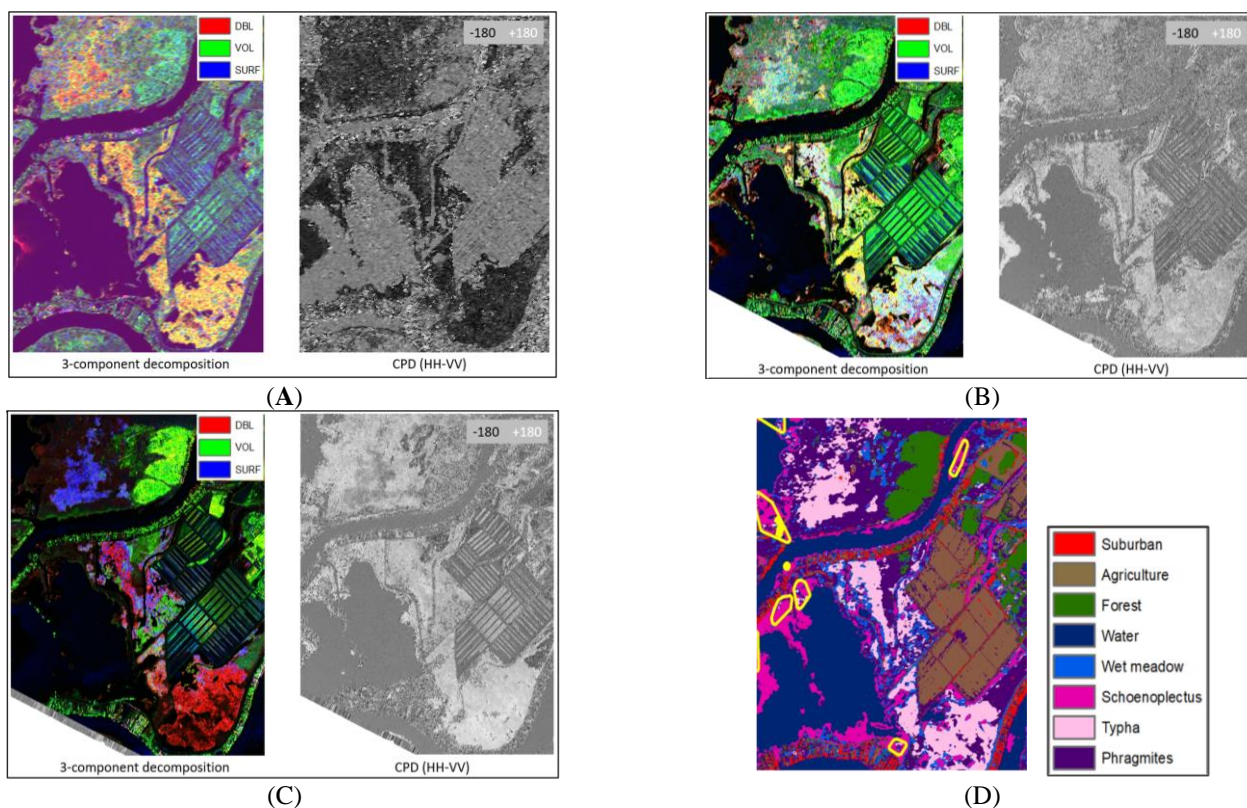 DBL
VOL
SURF
-180 +180
3-component decomposition
CPD (HH-VV)
(A)
DBL
VOL
SURF
-180 +180
3-component decomposition
CPD (HH-VV)
(B)
DBL
VOL
SURF
-180 +180
3-component decomposition
CPD (HH-VV)
(C)
Suburban
Agriculture
Forest
Water
Wet meadow
Schoenoplectus
Typha
Phragmites
(D)